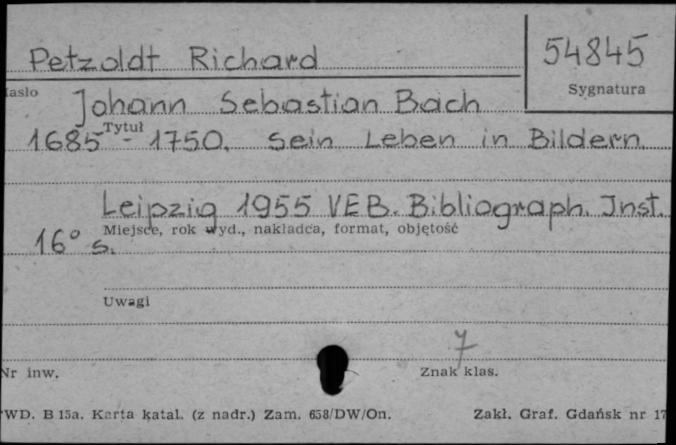 Petzoldt Richard
54845
Sygnatura
Hasło
Johann Sebastian Bach
Tytuł
1685 - 1750. Sein Leben in Bildern.
Leipzig 1955 VEB. Bibliograph. Inst.
Miejsce, rok wyd., nakładca, format, objętość
16° s.
Uwagi
7
Nr inw.
Znak klas.
WD. B 15a. Karta katal. (z nadr.) Zam. 658/DW/On.
Zakł. Graf. Gdańsk nr 17